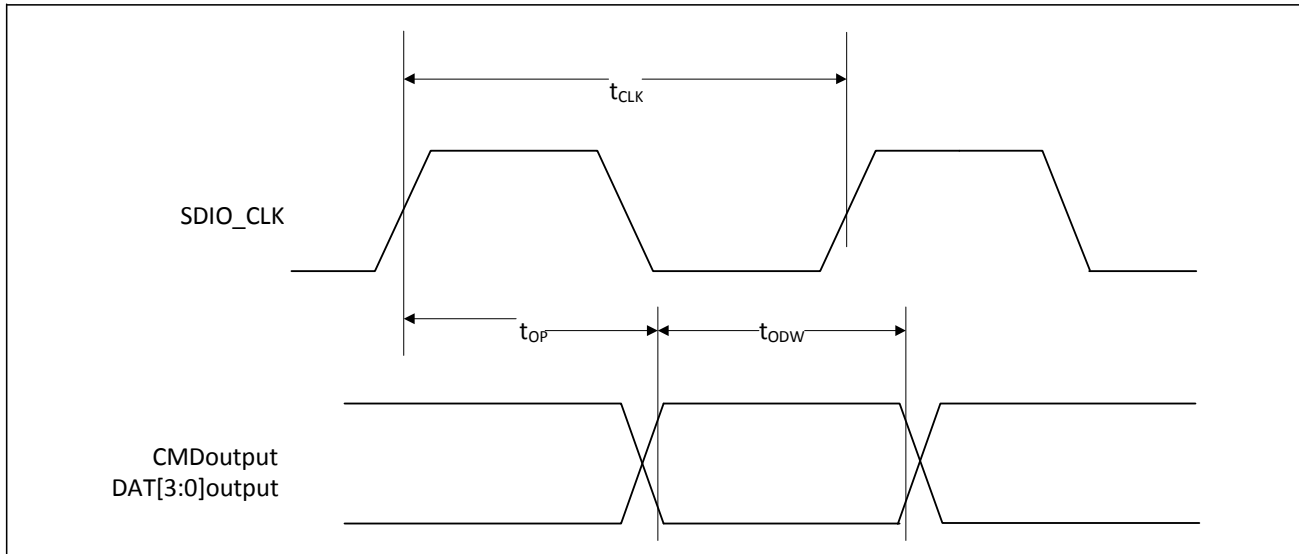 tCLK
SDIO_CLK
tOP
tODW
CMDoutput
DAT[3:0]output